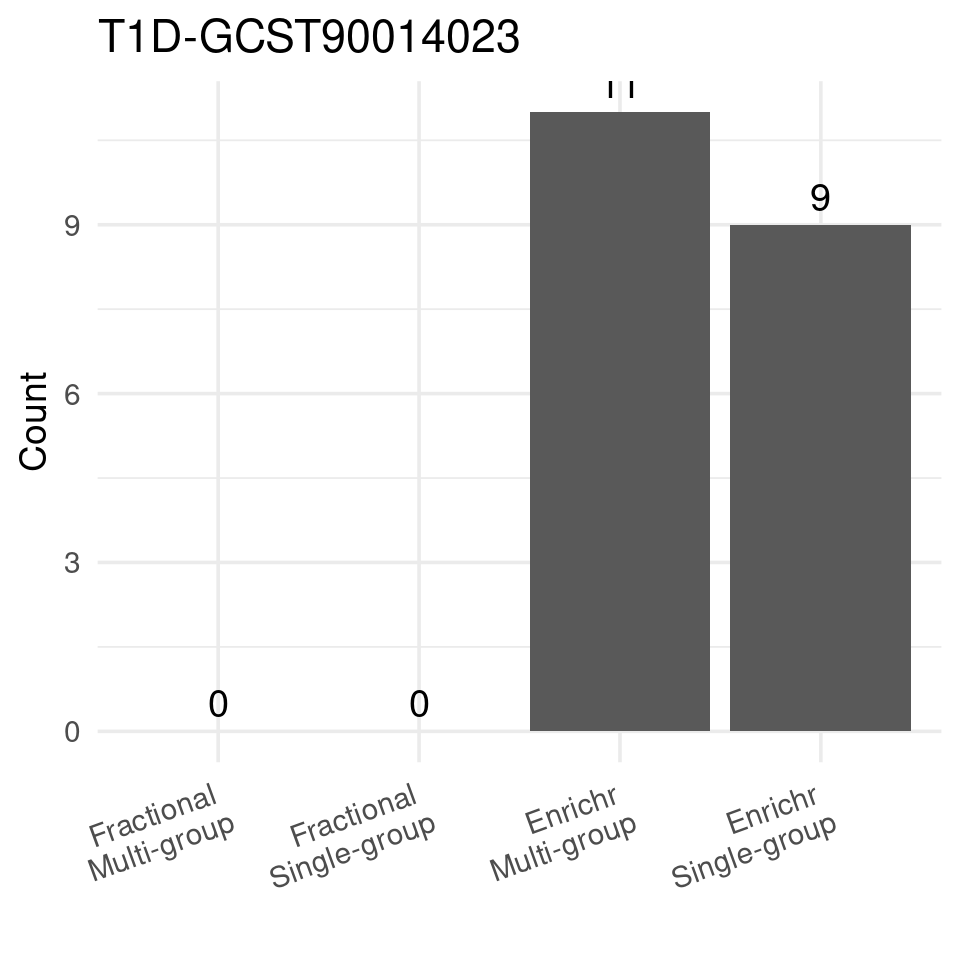 T1D-GCST90014023
Count
9
6
3
0
0
0
11
9
Fractional
Multi-group
Fractional
Single-group
Enrichr
Multi-group
Enrichr
Single-group